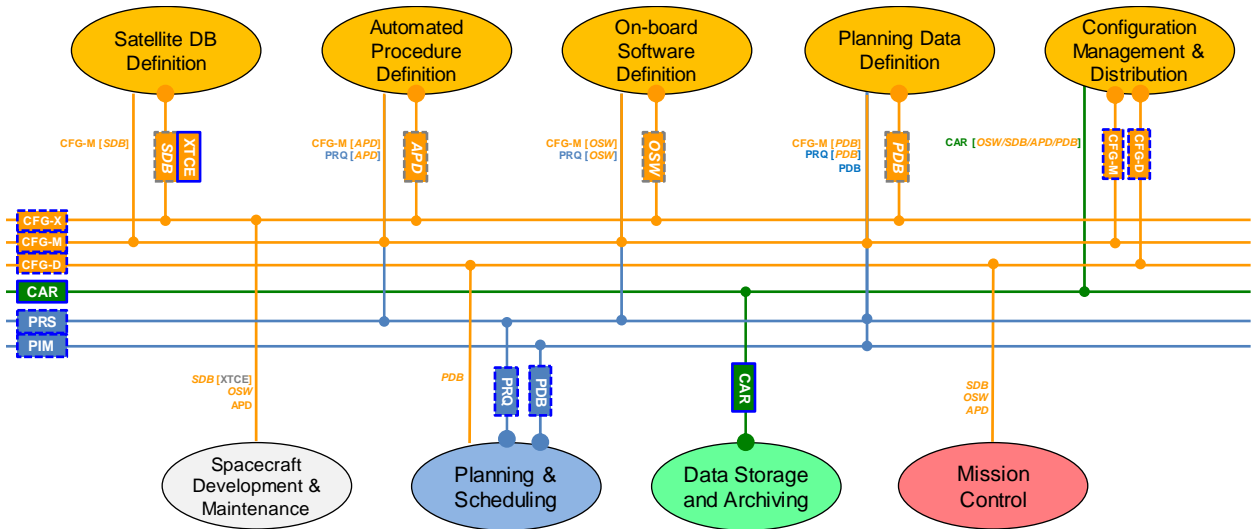 Satellite DB
Definition
Automated
Procedure
Definition
On-board
Software
Definition
Planning Data
Definition
Configuration
Management &
Distribution
CFG-M [SDB]
SDB
XTCE
CFG-M [APD]
PRQ [APD]
APD
CFG-M [OSW]
PRQ [OSW]
OSW
CFG-M [PDB]
PRQ [PDB]
PDB
PDB
CAR [OSW/SDB/APD/PDB]
CFG-M
CFG-D
CFG-X
CFG-M
CFG-D
CAR
PRS
PIM
SDB [XTCE]
OSW
APD
PDB
PRQ
PDB
CAR
SDB
OSW
APD
Spacecraft
Development &
Maintenance
Planning &
Scheduling
Data Storage
and Archiving
Mission
Control